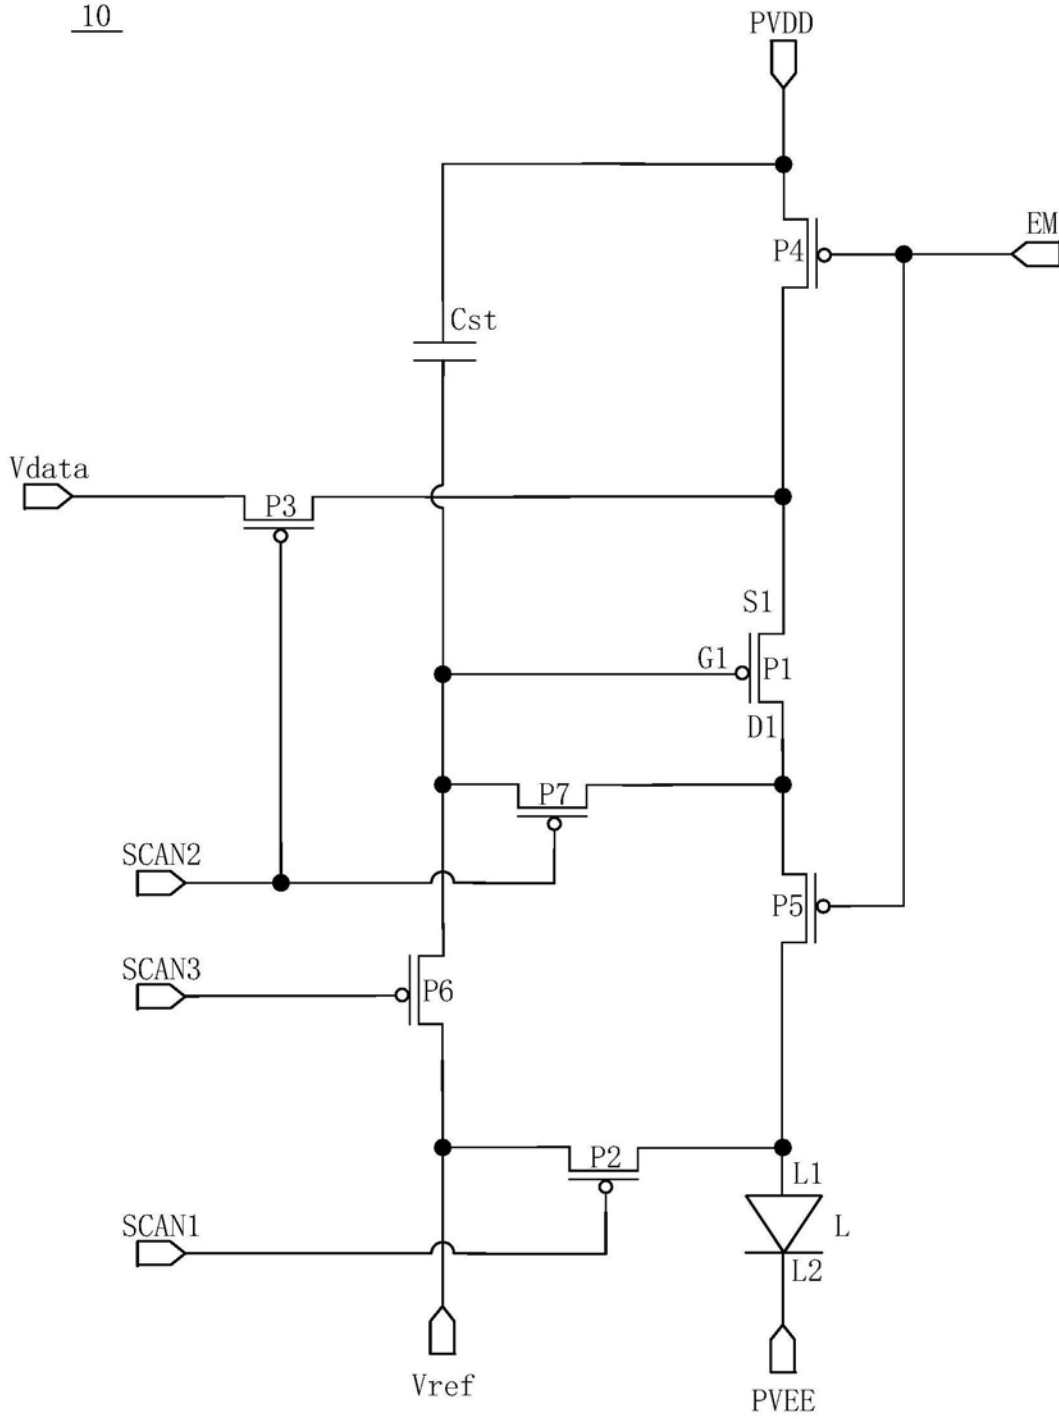 10
PVDD
P4
EM
Cst
Vdata
P3
S1
G1
P1
D1
P7
SCAN2
P5
SCAN3
P6
P2
L1
SCAN1
L
L2
Vref
PVEE